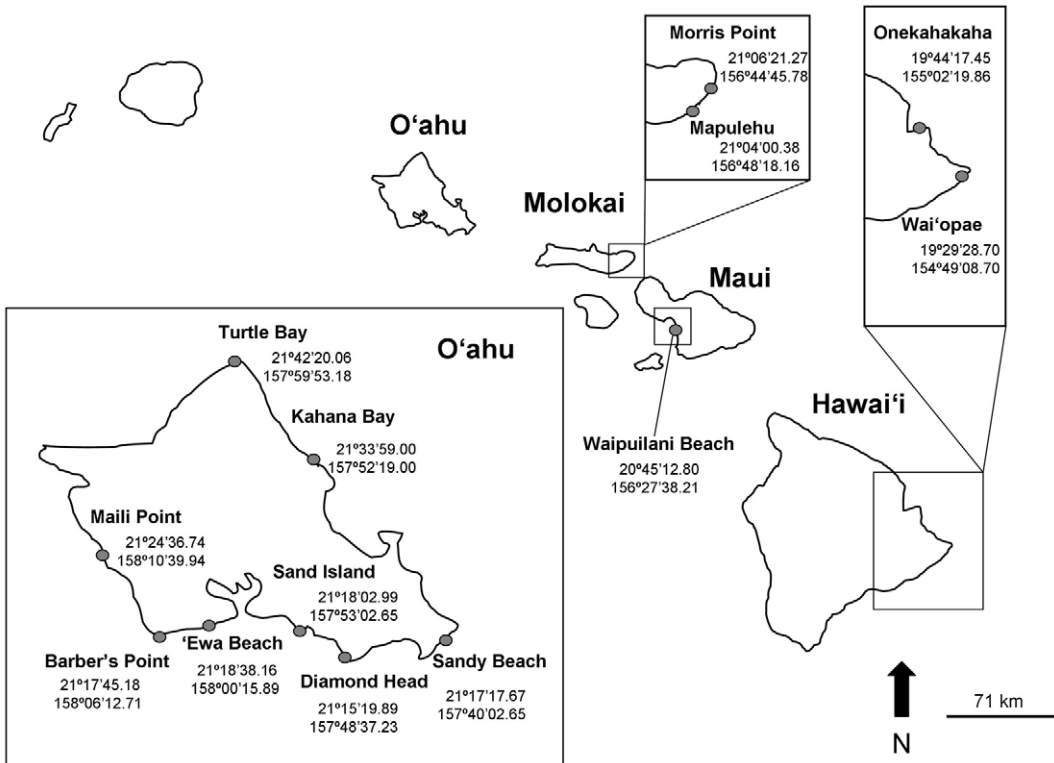 Morris Point
21º06’21.27
156º44’45.78
Mapulehu
21º04’00.38
156º48’18.16
Onekahakaha
19º44’17.45
155º02’19.86
Wai‘opae
19º29’28.70
154º49’08.70
O‘ahu
Molokai
Maui
Hawai‘i
Waipuilani Beach
20º45’12.80
156º27’38.21
O‘ahu
Turtle Bay
21º42’20.06
157º59’53.18
Kahana Bay
21º33’59.00
157º52’19.00
Maili Point
21º24’36.74
158º10’39.94
Sand Island
21º18’02.99
157º53’02.65
Barber’s Point
21º17’45.18
158º06’12.71
‘Ewa Beach
21º18’38.16
158º00’15.89
Diamond Head
21º15’19.89
157º48’37.23
Sandy Beach
21º17’17.67
157º40’02.65
N
71 km